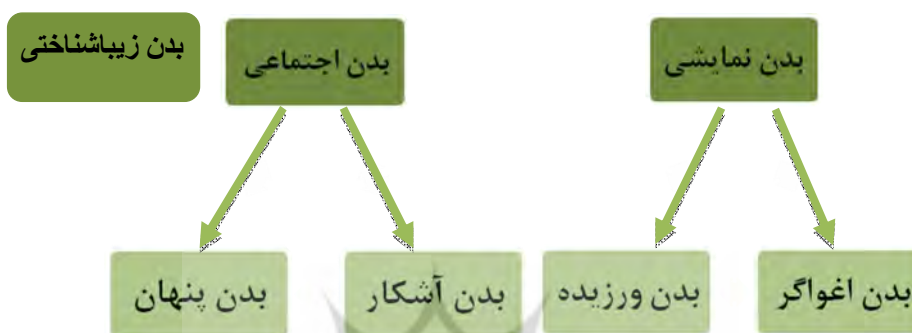 بدن نمایشی
بدن اجتماعی
بدن زیباشناختی
بدن اغواگر
بدن ورزیده
بدن آشکار
بدن پنهان